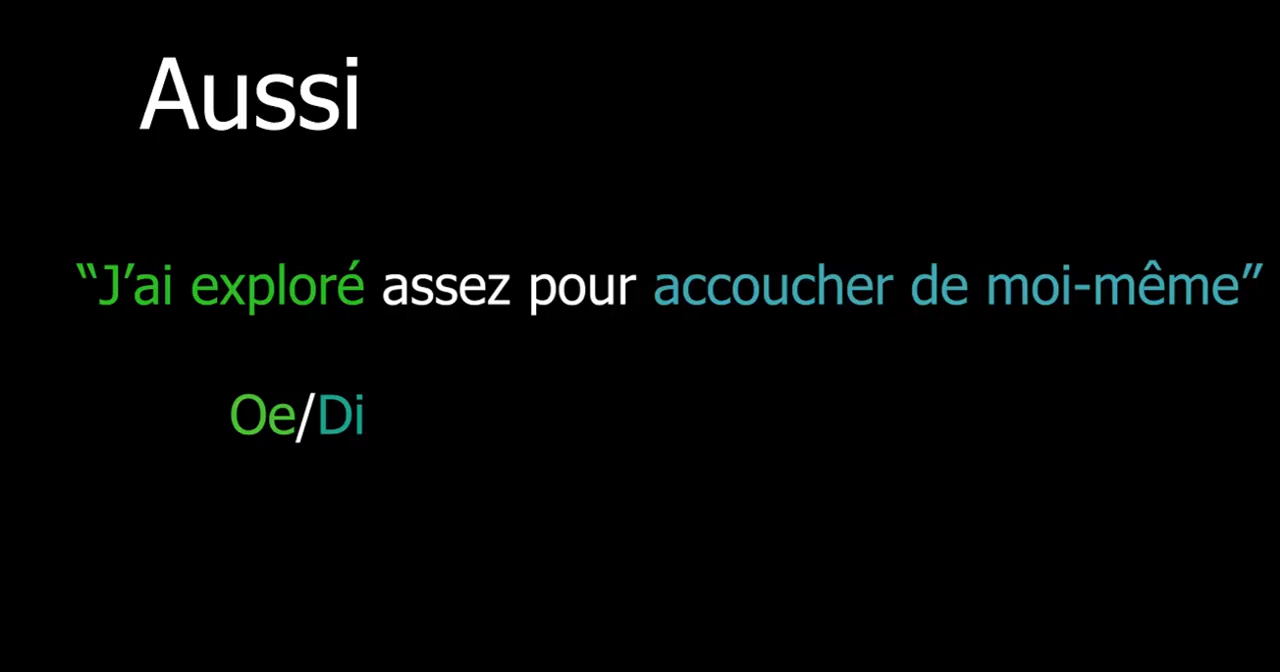 Aussi
“J’ai exploré assez pour accoucher de moi-même”
Oe/Di